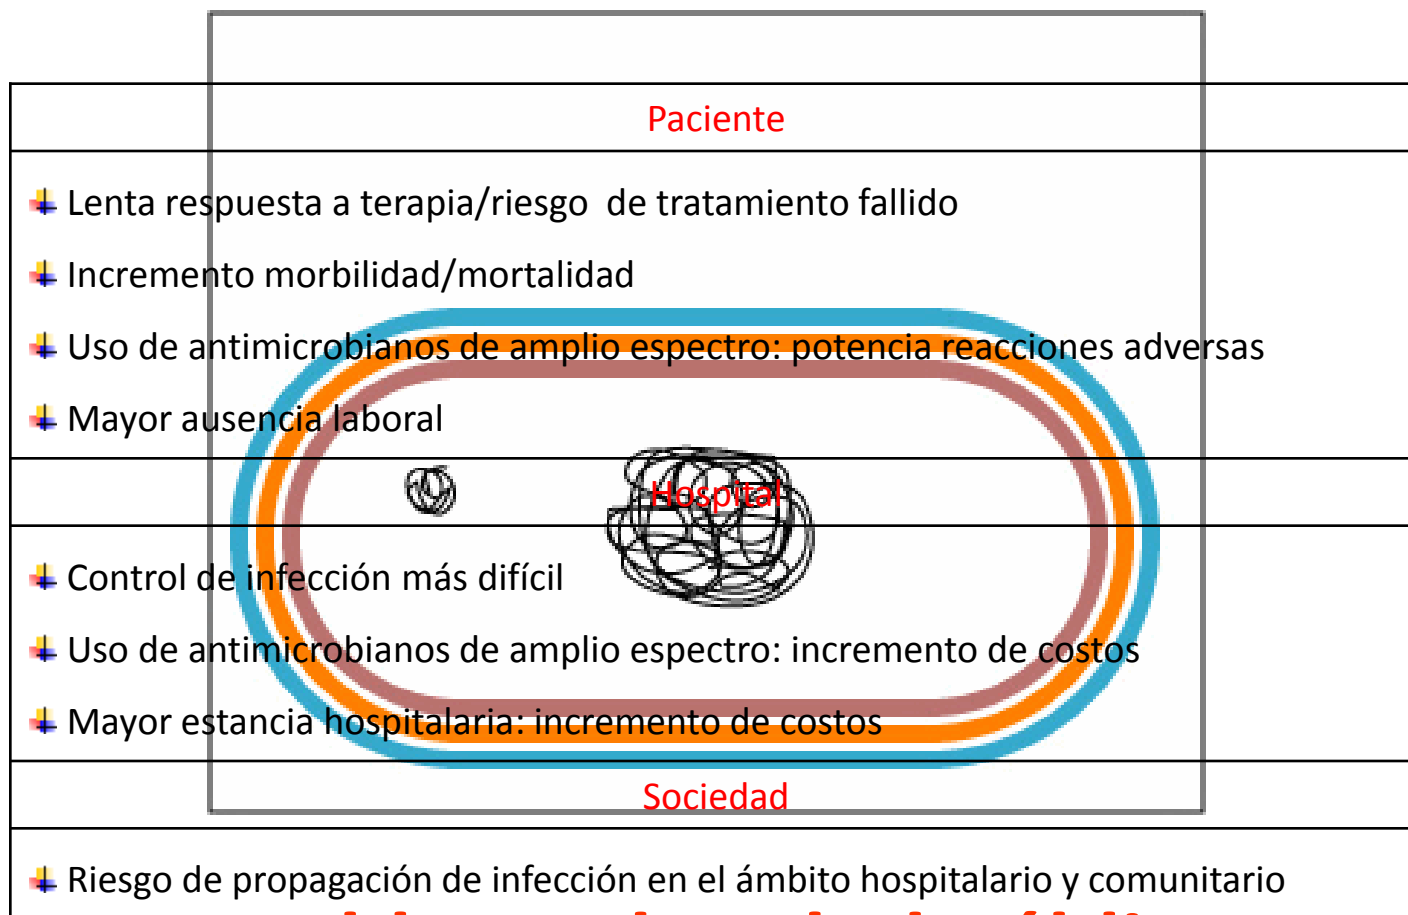 Paciente
Lenta respuesta a terapia/riesgo de tratamiento fallido
Incremento morbilidad/mortalidad
Uso de antimicrobianos de amplio espectro: potencia reacciones adversas
Mayor ausencia laboral
Hospital
Control de infección más difícil
Uso de antimicrobianos de amplio espectro: incremento de costos
Mayor estancia hospitalaria: incremento de costos
Sociedad
Riesgo de propagación de infección en el ámbito hospitalario y comunitario